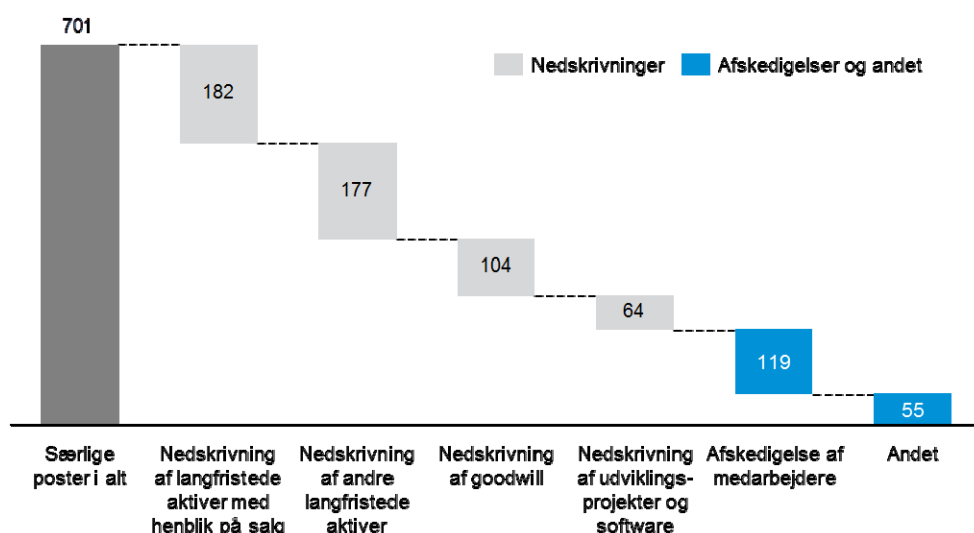 701
Nedskrivninger
Afskedigelser og andet
182
177
104
64
119
55
Særlige
poster i alt
Nedskrivning
af langfristede
aktiver med
henblik på salg
Nedskrivning
af andre
langfristede
aktiver
Nedskrivning
af goodwill
Nedskrivning
af udviklings-
projekter og
software
Afskedigelse af
medarbejdere
Andet